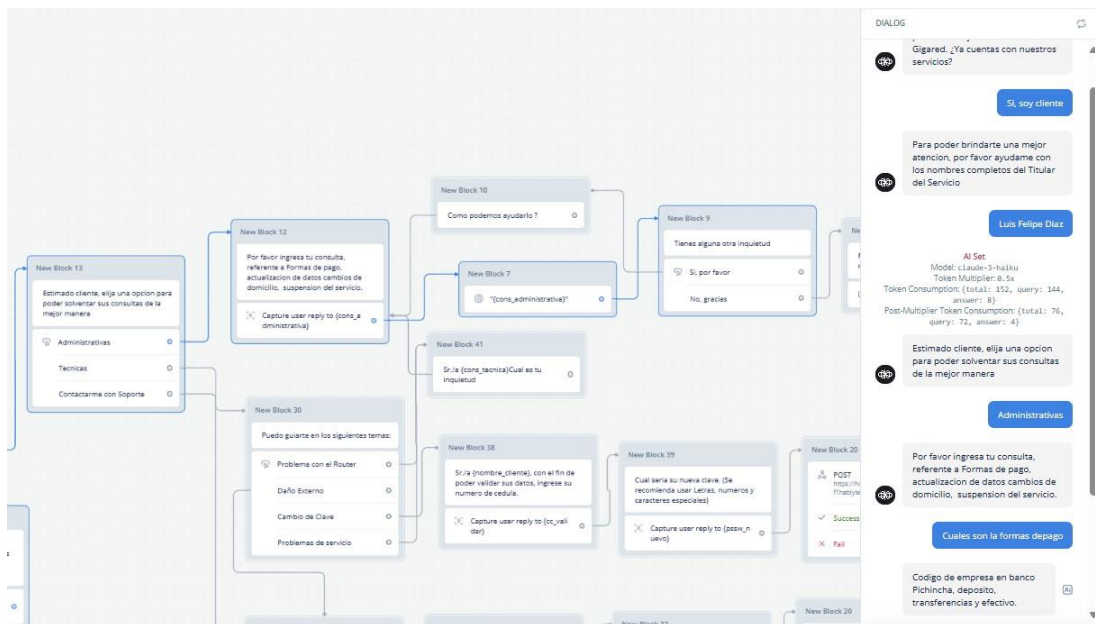 New Block 10
Como podemos ayudarlo ?
New Block 9
Tienes alguna otra inquietud
Si, por favor
No, gracias
New Block 12
Por favor ingresa tu consulta,
referente a Formas de pago,
actualizacion de datos cambios de
domicilio, suspension del servicio.
Capture user reply to {cons_a
dministrativa}
New Block 7
"{cons_administrativa}"
New Block 13
Estimado cliente, elija una opcion para
poder solventar sus consultas de la
mejor manera
Administrativas
Tecnicas
Contactarme con Soporte
New Block 41
Sr./a {cons_tecnica}Cual es tu
inquietud
New Block 30
Puedo guiarte en los siguientes temas:
Problema con el Router
Daño Externo
Cambio de Clave
Problemas de servicio
New Block 38
Sr./a {nombre_cliente}, con el fin de
poder validar sus datos, ingrese su
numero de cedula.
Capture user reply to {cc_vali
dar}
New Block 39
Cual seria su nueva clave. (Se
recomienda usar Letras, numeros y
caracteres especiales)
Capture user reply to {pssw_n
uevo}
New Block 20
POST
Success
Fail
New Block 20
DIALOG
Gigared. ¿Ya cuentas con nuestros
servicios?
Si, soy cliente
Para poder brindarte una mejor
atencion, por favor ayudame con
los nombres completos del Titular
del Servicio
Luis Felipe Diaz
AI Set
Model: claude-3-haiku
Token Multiplier: 0.5x
Token Consumption: {total: 152, query: 144,
answer: 8}
Post-Multiplier Token Consumption: {total: 76,
query: 72, answer: 4}
Estimado cliente, elija una opcion
para poder solventar sus consultas
de la mejor manera
Administrativas
Por favor ingresa tu consulta,
referente a Formas de pago,
actualizacion de datos cambios de
domicilio, suspension del servicio.
Cuales son la formas depago
Codigo de empresa en banco
Pichincha, deposito,
transferencias y efectivo.